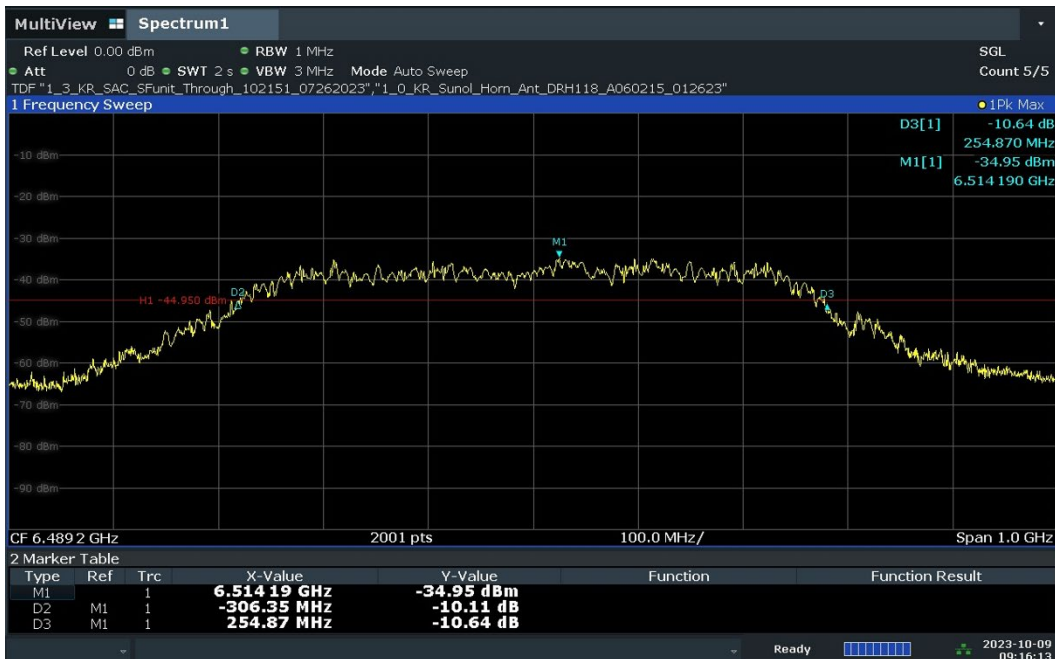 MultiView Spectrum1
Ref Level 0.00 dBm RBW 1 MHz SGL
Att 0 dB SWT 2 s VBW 3 MHz Mode Auto Sweep Count 5/5
TDF "1_3_KR_SAC_SFunit_Through_102151_07262023","1_0_KR_Sunol_Horn_Ant_DRH118_A060215_012623"
1 Frequency Sweep 1Pk Max
D3[1] -10.64 dB
254.870 MHz
-10 dBm
M1[1] -34.95 dBm
6.514 190 GHz
-20 dBm
-30 dBm
M1
-40 dBm
D2
D3
H1 -44.950 dBm
-50 dBm
-60 dBm
-70 dBm
-80 dBm
-90 dBm
CF 6.489 2 GHz 2001 pts 100.0 MHz/ Span 1.0 GHz
2 Marker Table
Type Ref Trc X-Value Y-Value Function Function Result
M1 1 6.514 19 GHz -34.95 dBm
D2 M1 1 -306.35 MHz -10.11 dB
D3 M1 1 254.87 MHz -10.64 dB
Ready 2023-10-09
09:16:13